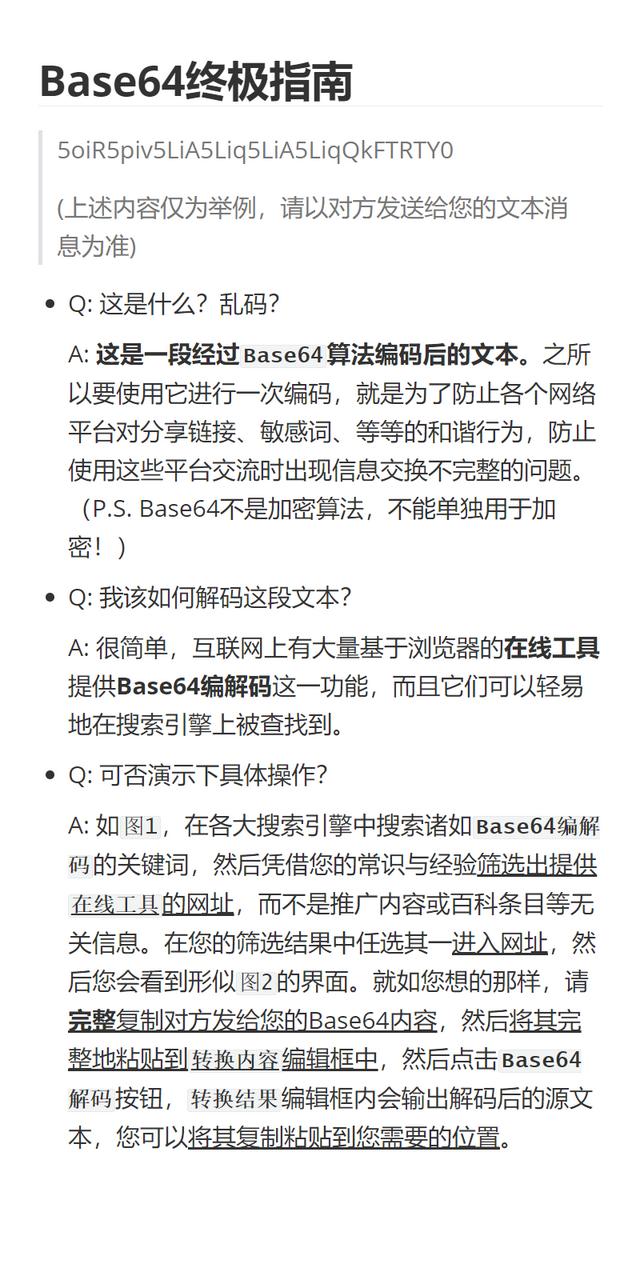 Base64终极指南
5oiR5piv5LiA5Liq5LiA5LiqQkFTRTY0
(上述内容仅为举例，请以对方发送给您的文本消
息为准)
Q: 这是什么？乱码？
A: 这是一段经过Base64算法编码后的文本。之所
以要使用它进行一次编码，就是为了防止各个网络
平台对分享链接、敏感词、等等的和谐行为，防止
使用这些平台交流时出现信息交换不完整的问题。
（P.S. Base64不是加密算法，不能单独用于加
密！）
Q: 我该如何解码这段文本？
A: 很简单，互联网上有大量基于浏览器的在线工具
提供Base64编解码这一功能，而且它们可以轻易
地在搜索引擎上被查找到。
Q: 可否演示下具体操作？
A: 如图1，在各大搜索引擎中搜索诸如Base64编解
码的关键词，然后凭借您的常识与经验筛选出提供
在线工具的网址，而不是推广内容或百科条目等无
关信息。在您的筛选结果中任选其一进入网址，然
后您会看到形似图2的界面。就如您想的那样，请
完整复制对方发给您的Base64内容，然后将其完
整地粘贴到转换内容编辑框中，然后点击Base64
解码按钮，转换结果编辑框内会输出解码后的源文
本，您可以将其复制粘贴到您需要的位置。